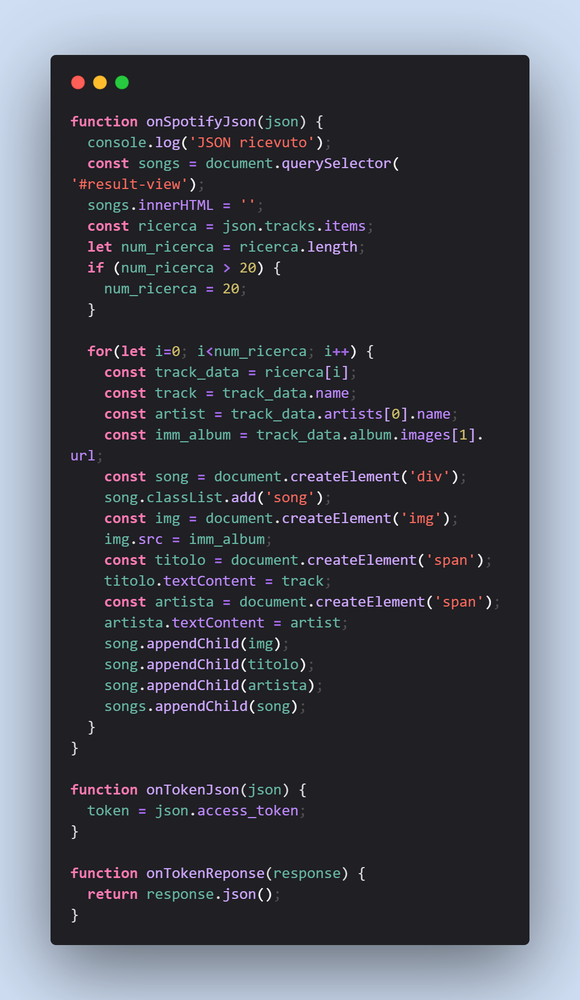 function onSpotifyJson(json) {
  console.log('JSON ricevuto');
  const songs = document.querySelector(
'#result-view');
  songs.innerHTML = '';
  const ricerca = json.tracks.items;
  let num_ricerca = ricerca.length;
  if (num_ricerca > 20) {
    num_ricerca = 20;
  }

  for(let i=0; i<num_ricerca; i++) {
    const track_data = ricerca[i];
    const track = track_data.name;
    const artist = track_data.artists[0].name;
    const imm_album = track_data.album.images[1].
url;
    const song = document.createElement('div');
    song.classList.add('song');
    const img = document.createElement('img');
    img.src = imm_album;
    const titolo = document.createElement('span');
    titolo.textContent = track;
    const artista = document.createElement('span');
    artista.textContent = artist;
    song.appendChild(img);
    song.appendChild(titolo);
    song.appendChild(artista);
    songs.appendChild(song);
  }
}

function onTokenJson(json) {
  token = json.access_token;
}

function onTokenReponse(response) {
  return response.json();
}